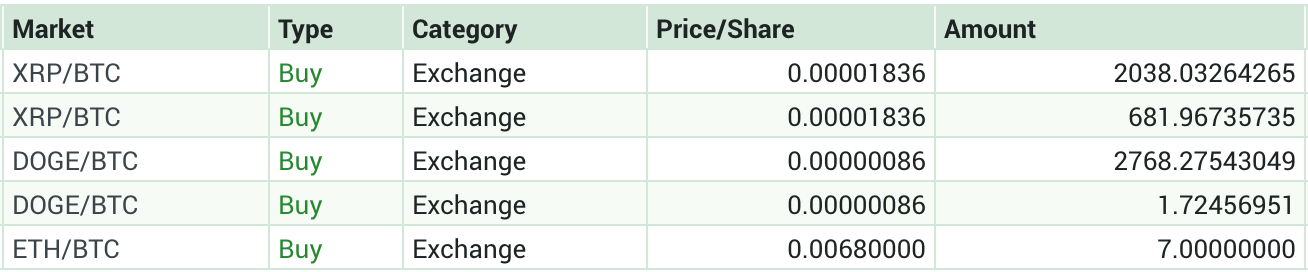 Market Type Category Price/Share Amount
XRP/BTC Buy Exchange 0.00001836 2038.03264265
XRP/BTC Buy Exchange 0.00001836 681.96735735
DOGE/BTC Buy Exchange 0.00000086 2768.27543049
DOGE/BTC Buy Exchange 0.00000086 1.72456951
ETH/BTC Buy Exchange 0.00680000 7.00000000